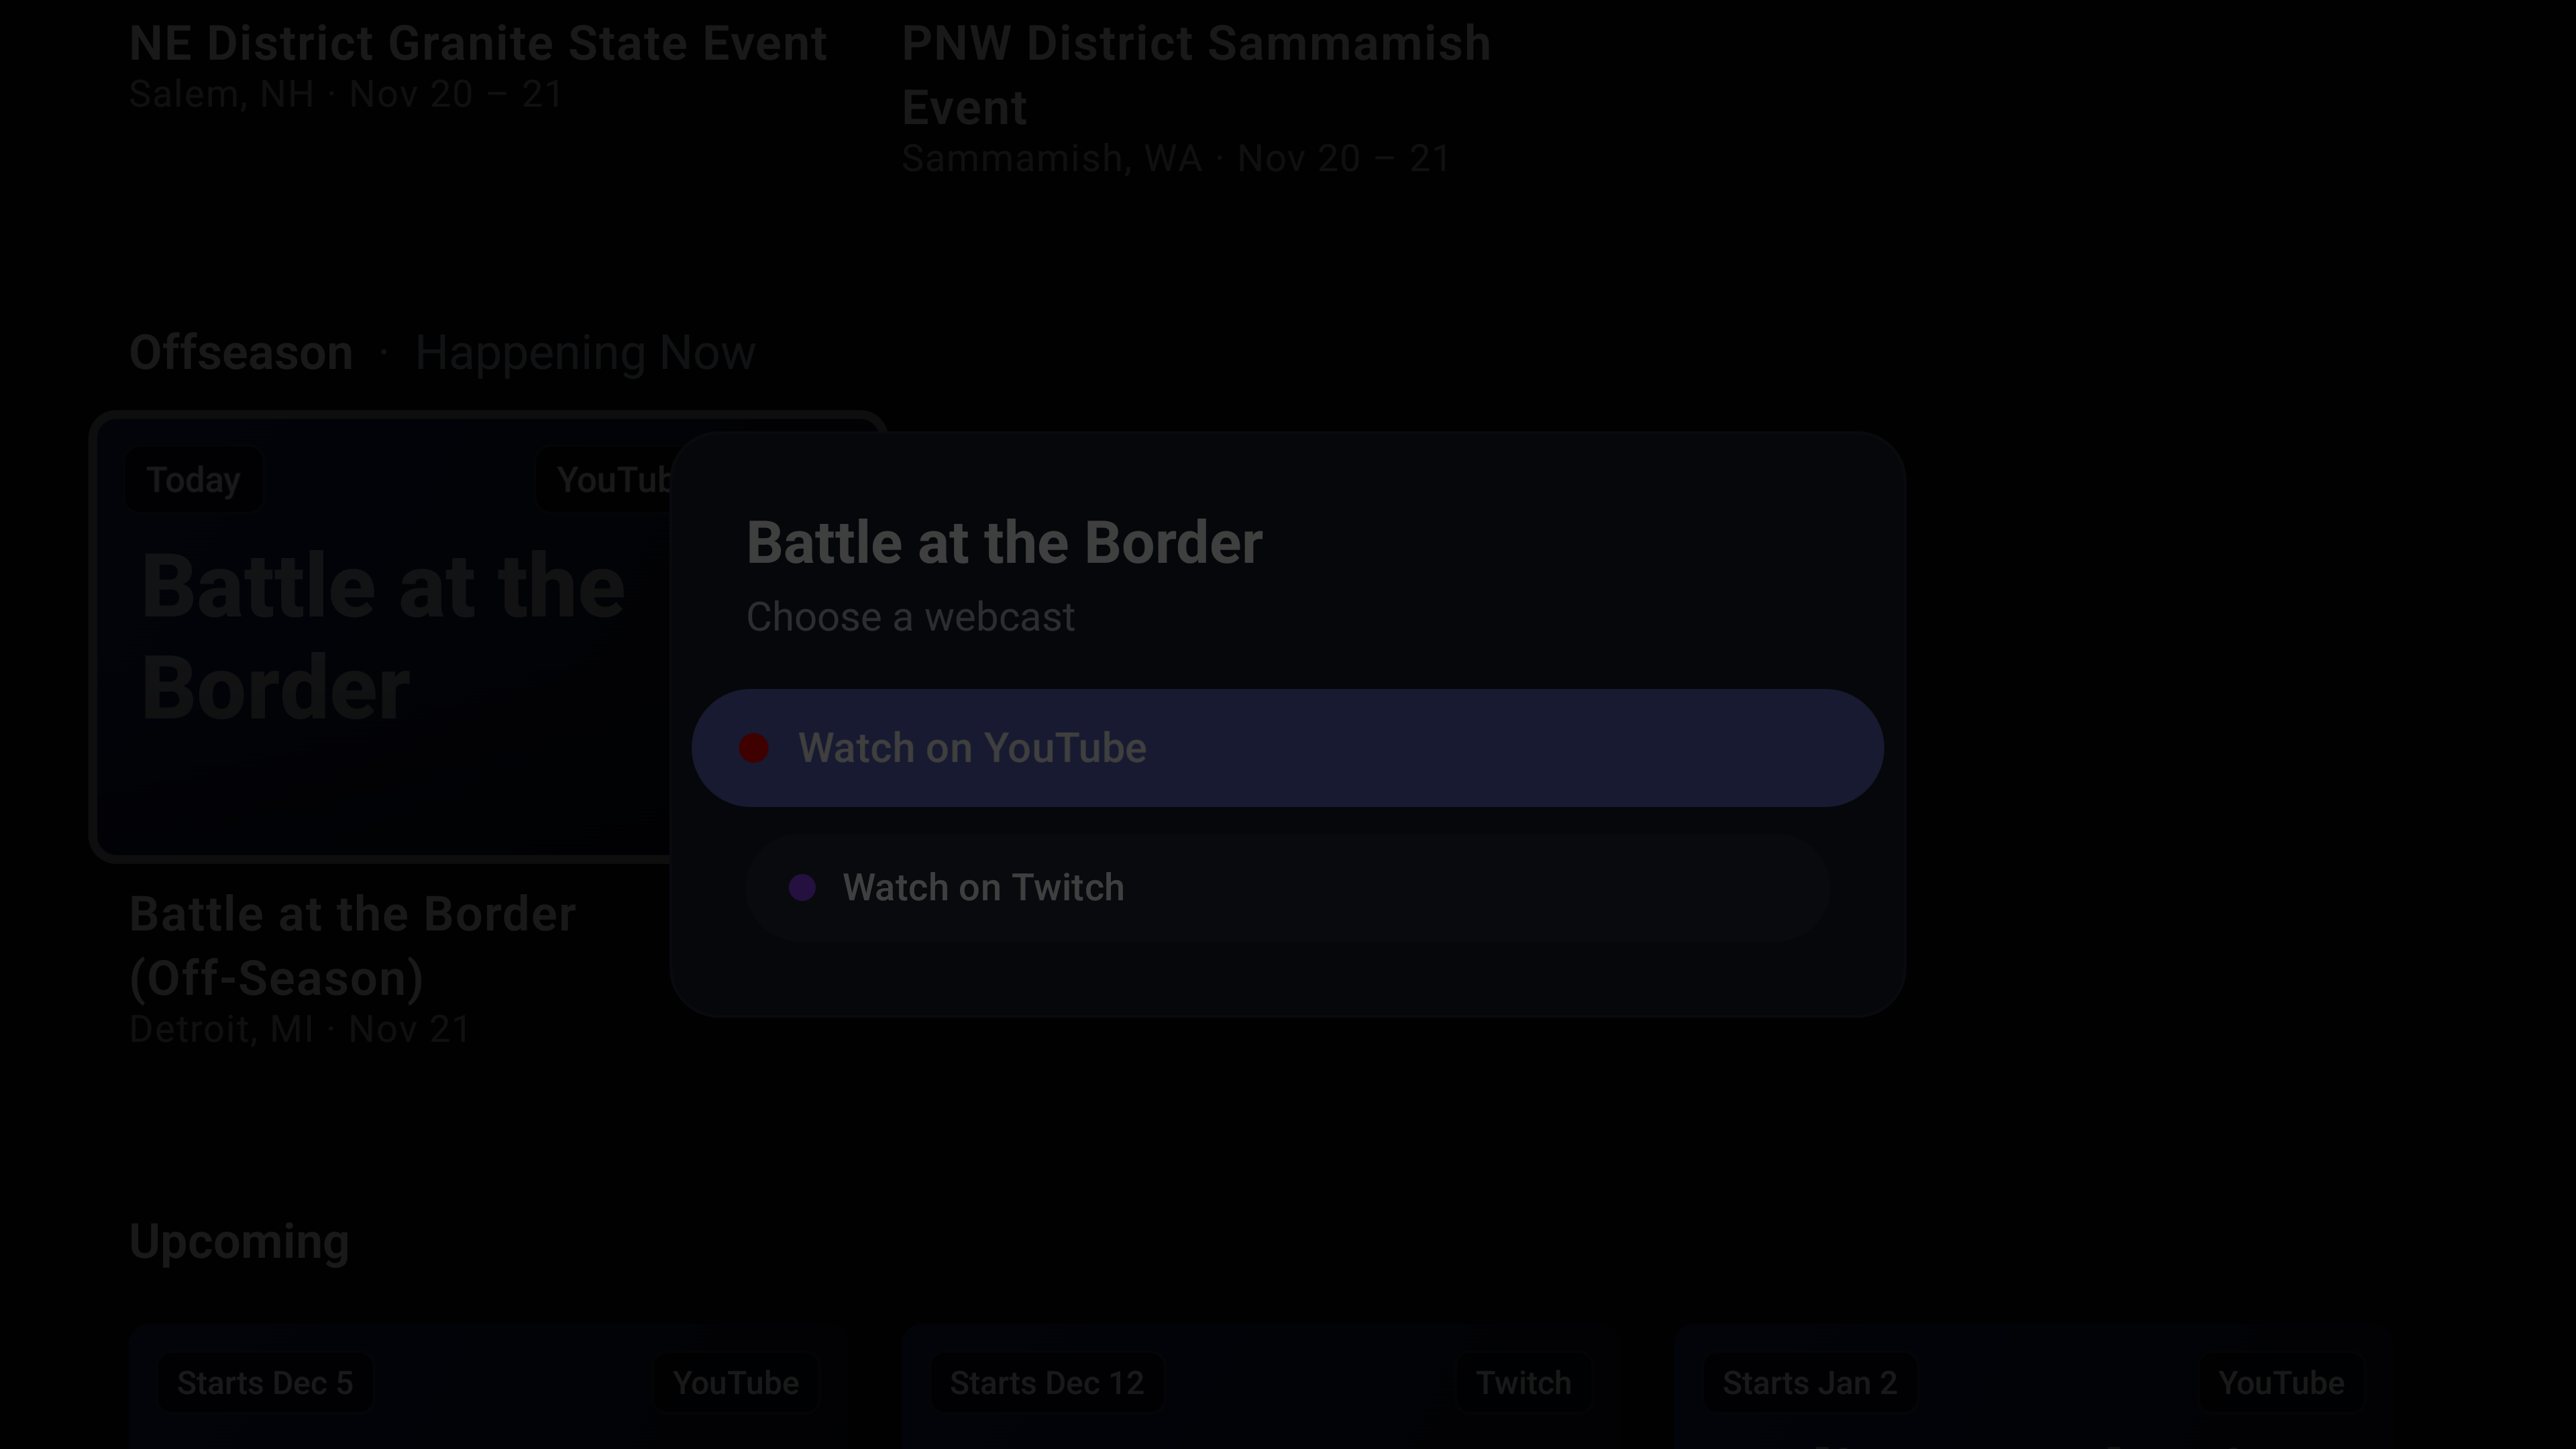 NE District Granite State Event
Salem, NH · Nov 20 – 21
PNW District Sammamish
Event
Sammamish, WA · Nov 20 – 21
Offseason · Happening Now
Today
Battle at the
Border
Battle at the Border
(Off-Season)
Detroit, MI · Nov 21
Battle at the Border
Choose a webcast
Watch on YouTube
Watch on Twitch
Upcoming
Starts Dec 5
YouTube
Starts Dec 12
Twitch
Starts Jan 2
YouTube